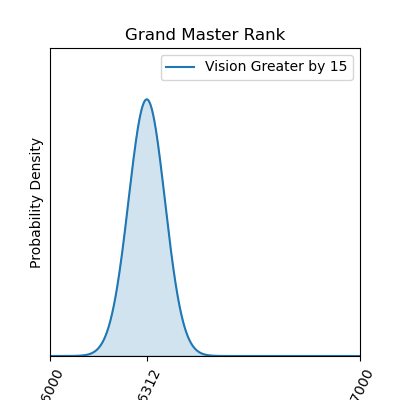 Grand Master Rank
Vision Greater by 15
Probability Density
6000
6312
7000